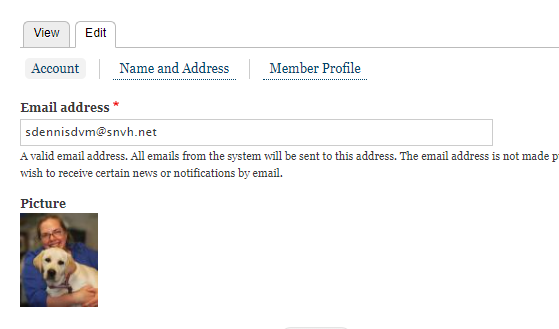 View Edit
Account Name and Address Member Profile
Email address *
sdennisdvm@snvh.net
A valid email address. All emails from the system will be sent to this address. The email address is not made
wish to receive certain news or notifications by email.
Picture